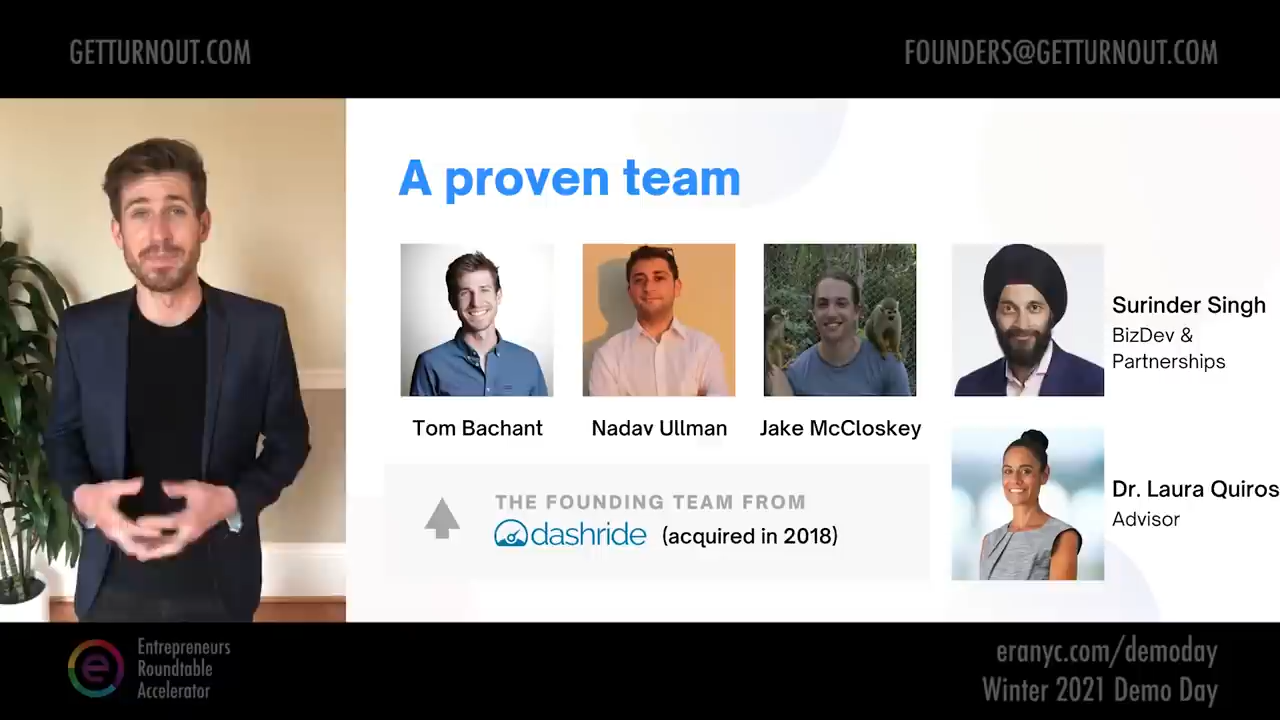 GETTURNOUT.COM
FOUNDERS@GETTURNOUT.COM
A proven team
Tom Bachant
Nadav Ullman
Jake McCloskey
Surinder Singh
BizDev &
Partnerships
Dr. Laura Quiros
Advisor
THE FOUNDING TEAM FROM
dashride (acquired in 2018)
e
Entrepreneurs
Roundtable
Accelerator
eranyc.com/demoday
Winter 2021 Demo Day